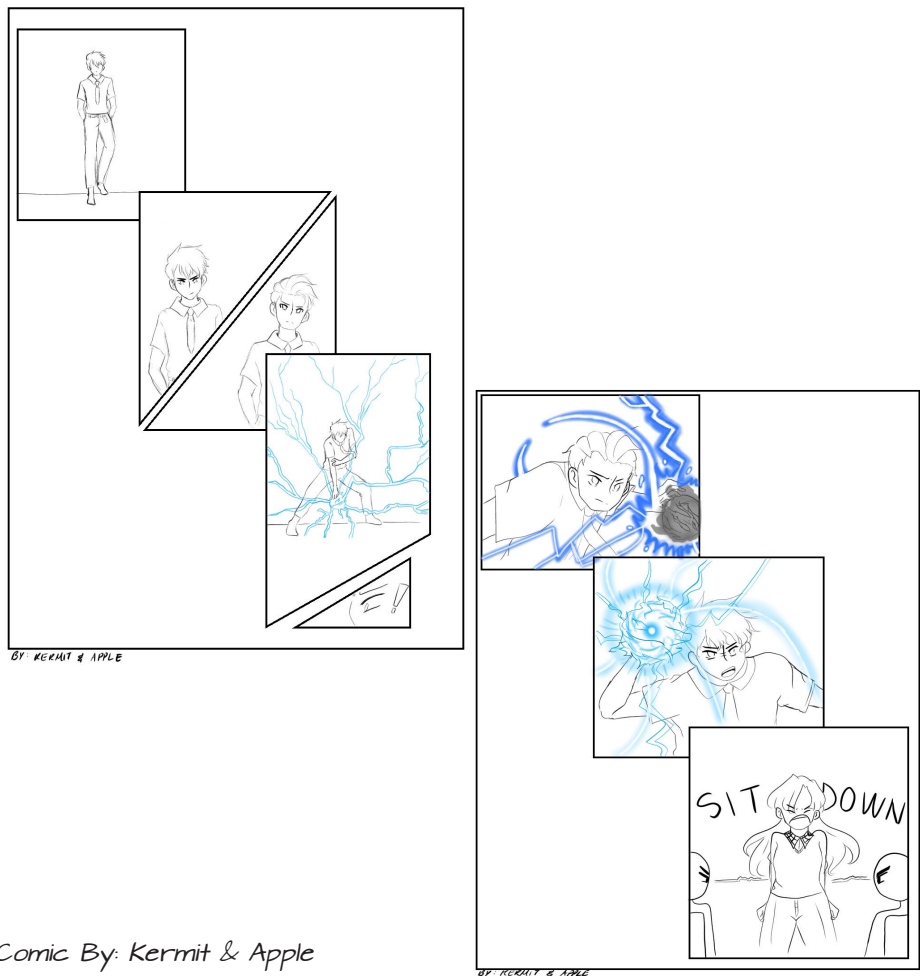 !
BY: KERMIT & APPLE
SIT DOWN
Comic By: Kermit & Apple
BY: KERMIT & APPLE